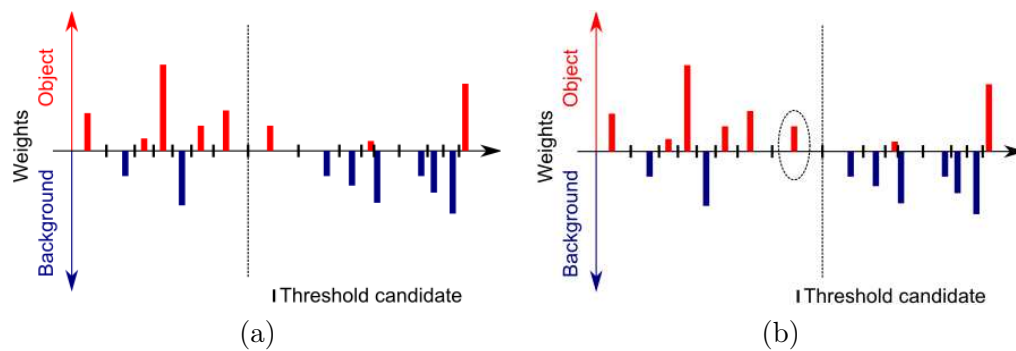 Object
Weights
Background
Threshold candidate
(a)
Object
Weights
Background
Threshold candidate
(b)